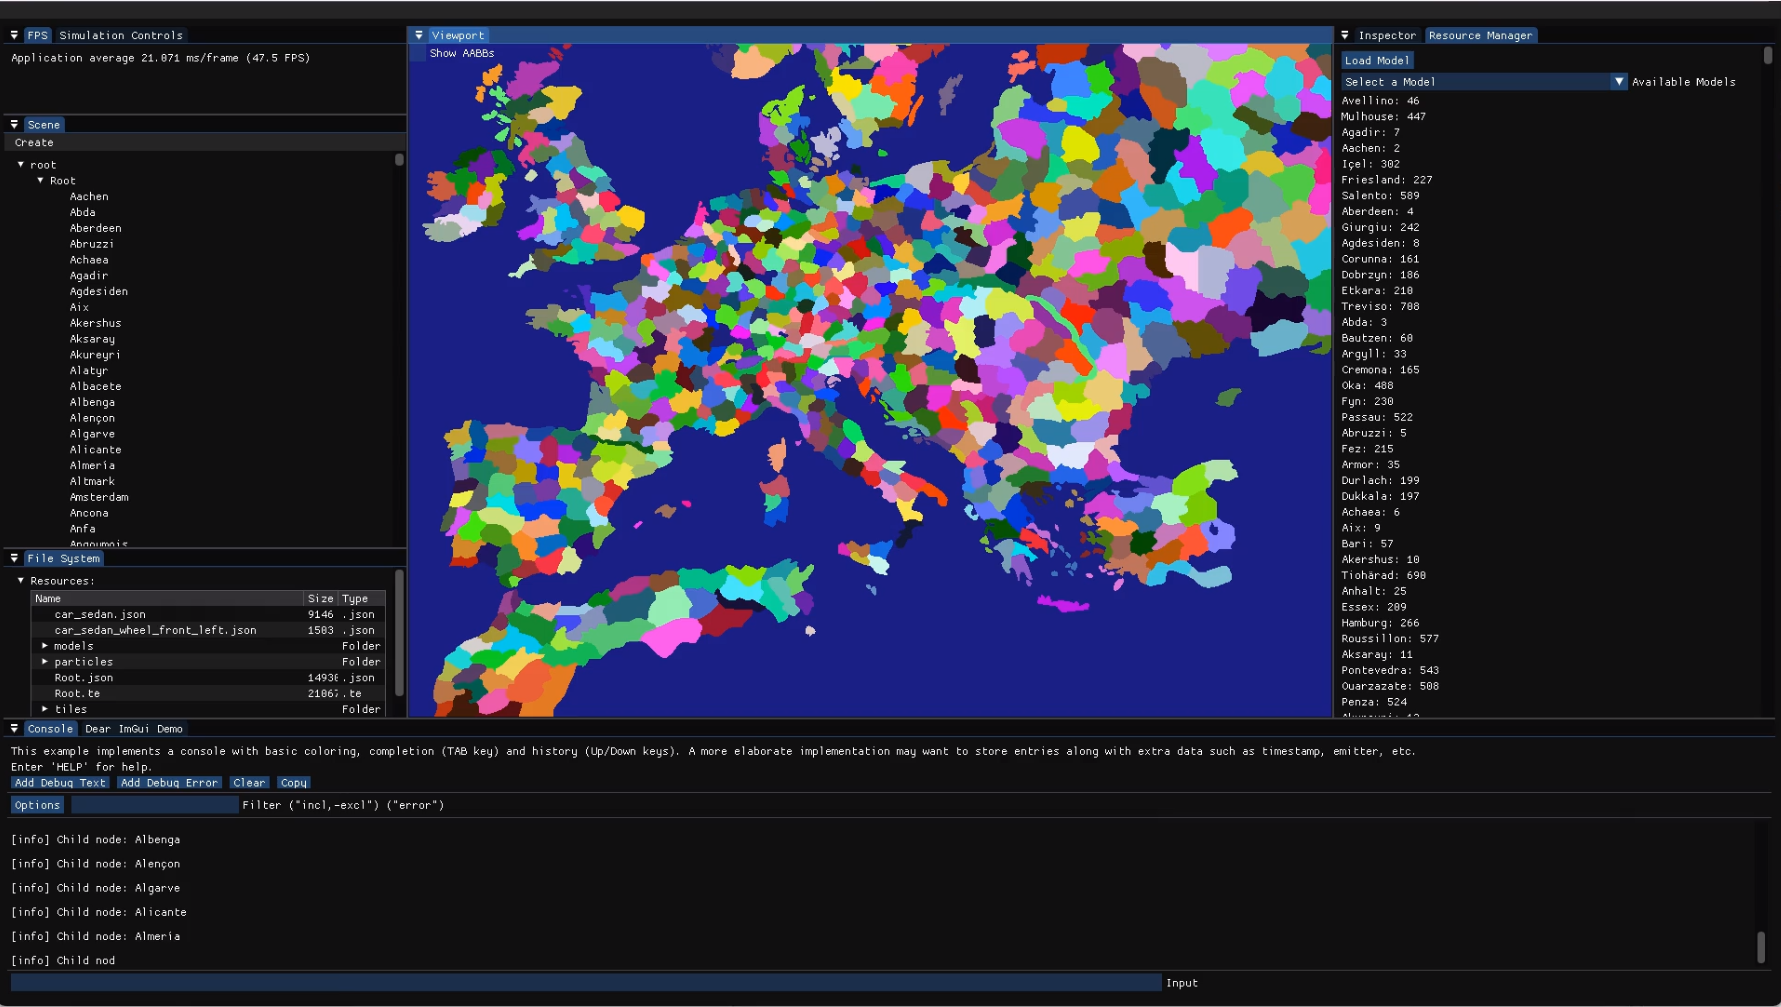 FPS Simulation Controls
Application average 21.071 ms/frame (47.5 FPS)
Scene
Create
root
Root
Aachen
Abda
Aberdeen
Abruzzi
Achaea
Agadir
Agdesiden
Aix
Akershus
Aksaray
Akureyri
Alatyr
Albacete
Albenga
Alençon
Algarve
Alicante
Almería
Altmark
Amsterdam
Ancona
Anfa
Angoumois
File System
Resources:
Name Size Type
car_sedan.json 9146 .json
car_sedan_wheel_front_left.json 1503 .json
models Folder
particles Folder
Root.json 1493 .json
Root.te 2106 .te
tiles Folder
Viewport
Show AABBs
Inspector Resource Manager
Load Model
Select a Model Available Models
Avellino: 46
Mulhouse: 447
Agadir: 7
Aachen: 2
Içel: 302
Friesland: 227
Salento: 589
Aberdeen: 4
Giurgiu: 242
Agdesiden: 8
Corunna: 161
Dobrzyn: 186
Etkara: 210
Treviso: 708
Abda: 3
Bautzen: 60
Argyll: 33
Cremona: 165
Oka: 488
Fyn: 230
Passau: 522
Abruzzi: 5
Fez: 215
Armor: 35
Durlach: 199
Dukkala: 197
Achaea: 6
Aix: 9
Bari: 57
Akershus: 10
Tiohärad: 690
Anhalt: 25
Essex: 209
Hamburg: 266
Roussillon: 577
Aksaray: 11
Pontevedra: 543
Ouarzazate: 508
Penza: 524
Console Dear ImGui Demo
This example implements a console with basic coloring, completion (TAB key) and history (Up/Down keys). A more elaborate implementation may want to store entries along with extra data such as timestamp, emitter, etc.
Enter 'HELP' for help.
Add Debug Text Add Debug Error Clear Copy
Options Filter ("incl,-excl") ("error")
[info] Child node: Albenga
[info] Child node: Alençon
[info] Child node: Algarve
[info] Child node: Alicante
[info] Child node: Almería
[info] Child nod
Input